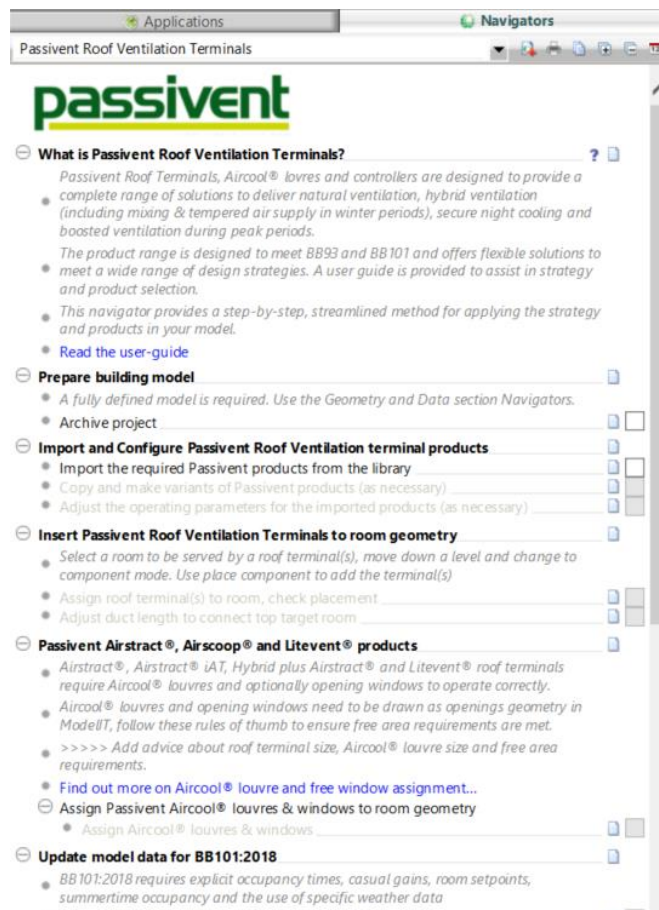 Applications
Navigators
Passivent Roof Ventilation Terminals
passivent
What is Passivent Roof Ventilation Terminals?
?
Passivent Roof Terminals, Aircool® lovres and controllers are designed to provide a
complete range of solutions to deliver natural ventilation, hybrid ventilation
(including mixing & tempered air supply in winter periods), secure night cooling and
boosted ventilation during peak periods.
The product range is designed to meet BB93 and BB101 and offers flexible solutions to
meet a wide range of design strategies. A user guide is provided to assist in strategy
and product selection.
This navigator provides a step-by-step, streamlined method for applying the strategy
and products in your model.
Read the user-guide
Prepare building model
A fully defined model is required. Use the Geometry and Data section Navigators.
Archive project
Import and Configure Passivent Roof Ventilation terminal products
Import the required Passivent products from the library
Copy and make variants of Passivent products (as necessary)
Adjust the operating parameters for the imported products (as necessary)
Insert Passivent Roof Ventilation Terminals to room geometry
Select a room to be served by a roof terminal(s), move down a level and change to
component mode. Use place component to add the terminal(s)
Assign roof terminal(s) to room, check placement
Adjust duct length to connect top target room
Passivent Airstract®, Airscoop® and Litevent® products
Airstract®, Airstract® iAT, Hybrid plus Airstract® and Litevent® roof terminals
require Aircool® louvres and optionally opening windows to operate correctly.
Aircool® louvres and opening windows need to be drawn as openings geometry in
ModelIT, follow these rules of thumb to ensure free area requirements are met.
>>>>> Add advice about roof terminal size, Aircool® louvre size and free area
requirements.
Find out more on Aircool® louvre and free window assignment...
Assign Passivent Aircool® louvres & windows to room geometry
Assign Aircool® louvres & windows
Update model data for BB101:2018
BB101:2018 requires explicit occupancy times, casual gains, room setpoints,
summertime occupancy and the use of specific weather data